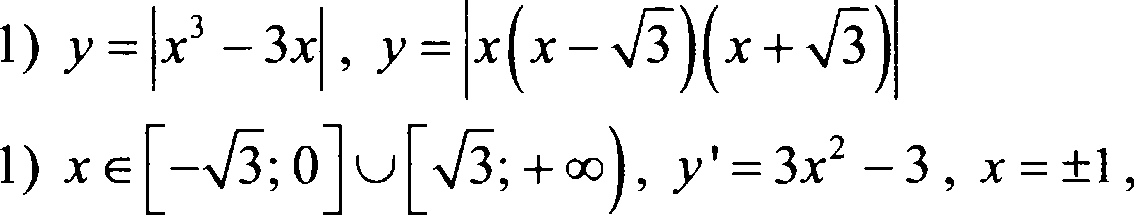 1) y = |x³ − 3x|, y = |x(x − √3)(x + √3)|
1) x ∈ [−√3; 0] ∪ [√3; + ∞), y' = 3x² − 3, x = ±1,